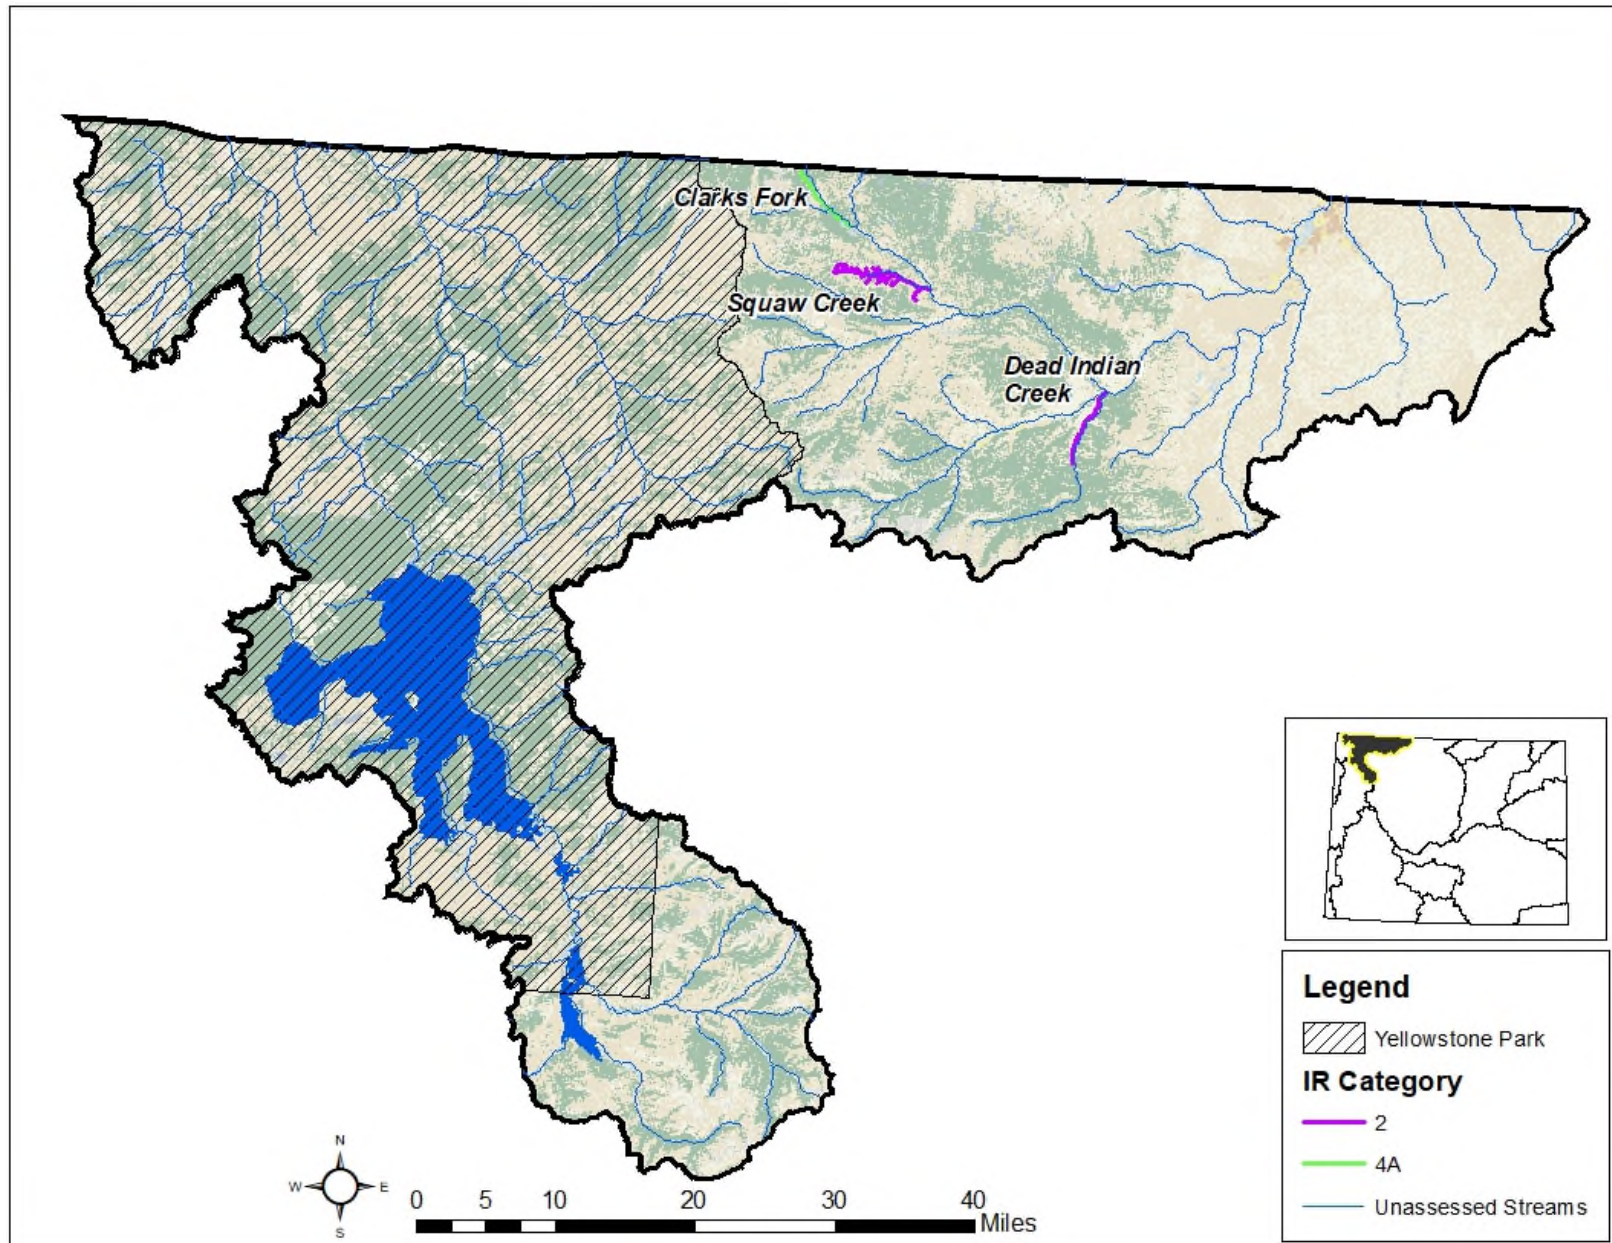 Clarks Fork
Squaw Creek
Dead Indian
Creek
Legend
Yellowstone Park
IR Category
2
4A
Unassessed Streams
N
W
E
S
0 5 10 20 30 40
Miles